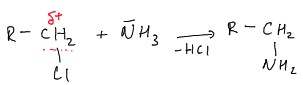 δ+
R - CH2 + N̄H3 → R - CH2
| -HCl |
Cl NH2